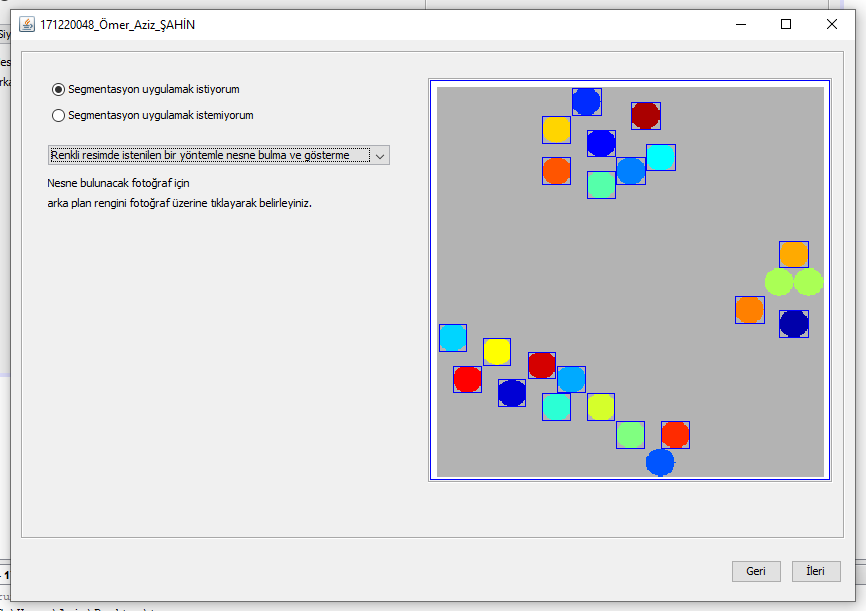 171220048_Ömer_Aziz_ŞAHİN
Segmentasyon uygulamak istiyorum
Segmentasyon uygulamak istemiyorum
Renkli resimde istenilen bir yöntemle nesne bulma ve gösterme
Nesne bulunacak fotoğraf için
arka plan rengini fotoğraf üzerine tıklayarak belirleyiniz.
Geri
İleri